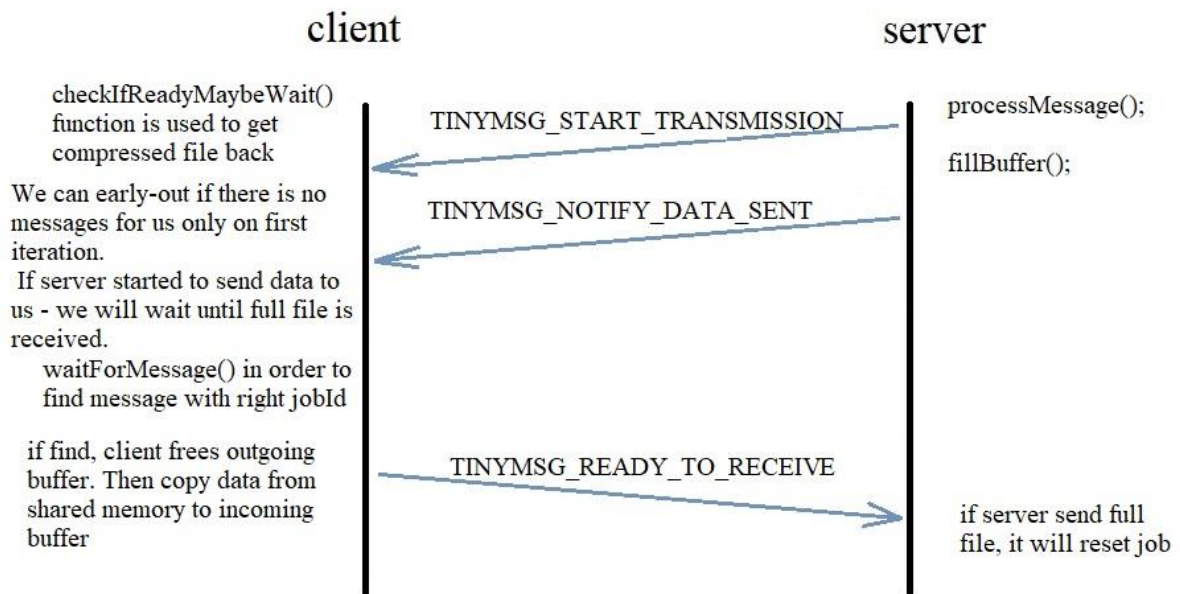 client
server
checkIfReadyMaybeWait()
function is used to get
compressed file back
TINYMSG_START_TRANSMISSION
processMessage();
fillBuffer();
We can early-out if there is no
messages for us only on first
iteration.
If server started to send data to
us - we will wait until full file is
received.
TINYMSG_NOTIFY_DATA_SENT
waitForMessage() in order to
find message with right jobId
if find, client frees outgoing
buffer. Then copy data from
shared memory to incoming
buffer
TINYMSG_READY_TO_RECEIVE
if server send full
file, it will reset job